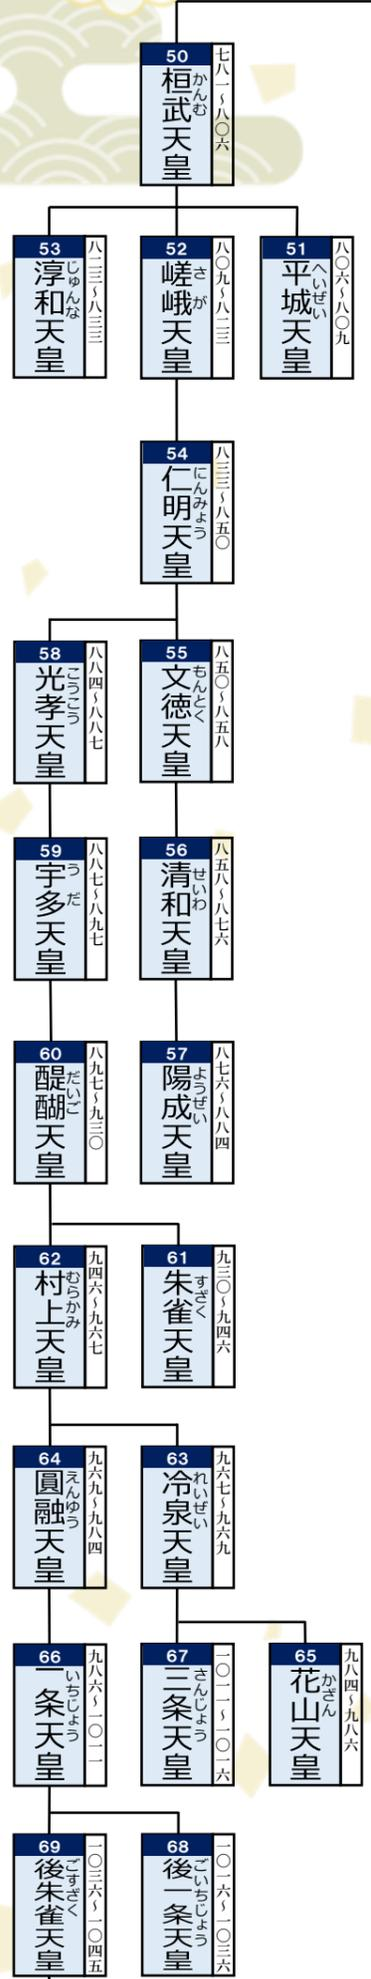 50
桓武天皇
かんむ
七八一〜八〇六
51
平城天皇
へいぜい
八〇六〜八〇九
52
嵯峨天皇
さが
八〇九〜八二三
53
淳和天皇
じゅんな
八二三〜八三三
54
仁明天皇
にんみょう
八三三〜八五〇
55
文徳天皇
もんとく
八五〇〜八五八
58
光孝天皇
こうこう
八八四〜八八七
56
清和天皇
せいわ
八五八〜八七六
59
宇多天皇
うだ
八八七〜八九七
57
陽成天皇
ようぜい
八七六〜八八四
60
醍醐天皇
だいご
八九七〜九三〇
61
朱雀天皇
すざく
九三〇〜九四六
62
村上天皇
むらかみ
九四六〜九六七
63
冷泉天皇
れいぜい
九六七〜九六九
64
圓融天皇
えんゆう
九六九〜九八四
65
花山天皇
かざん
九八四〜九八六
67
三条天皇
さんじょう
一〇一一〜一〇一六
66
一条天皇
いちじょう
九八六〜一〇一一
68
後一条天皇
ごいちじょう
一〇一六〜一〇三六
69
後朱雀天皇
ごすざく
一〇三六〜一〇四五